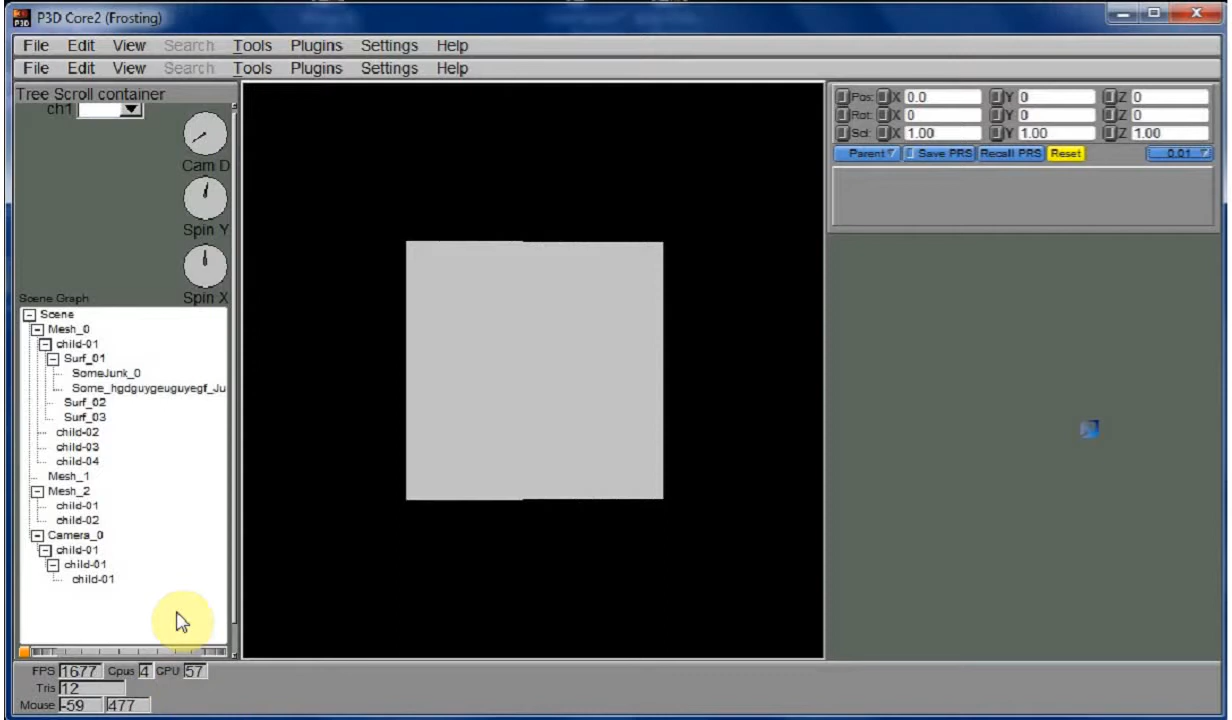 P3D Core2 (Frosting)
File Edit View Search Tools Plugins Settings Help
File Edit View Search Tools Plugins Settings Help
Tree Scroll container
ch1
Cam D
Spin Y
Spin X
Scene Graph
Scene
Mesh_0
child-01
Surf_01
SomeJunk_0
Some_hgdguygeuguyegf_Ju
Surf_02
Surf_03
child-02
child-03
child-04
Mesh_1
Mesh_2
child-01
child-02
Camera_0
child-01
child-01
child-01
Pos: X 0.0 Y 0 Z 0
Rot: X 0 Y 0 Z 0
Scl: X 1.00 Y 1.00 Z 1.00
Parent Save PRS Recall PRS Reset 0.01
FPS 1677 Cpus 4 CPU 57
Tris 12
Mouse -59 477